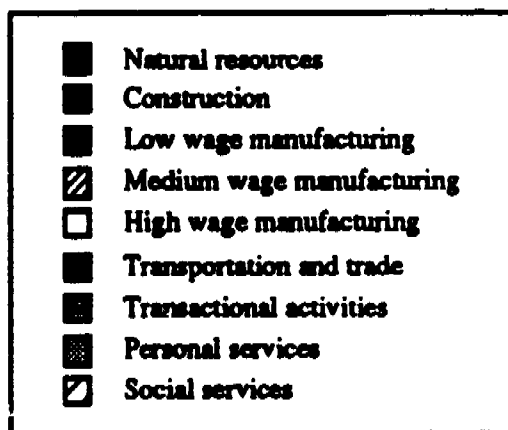 Natural resources
Construction
Low wage manufacturing
Medium wage manufacturing
High wage manufacturing
Transportation and trade
Transactional activities
Personal services
Social services